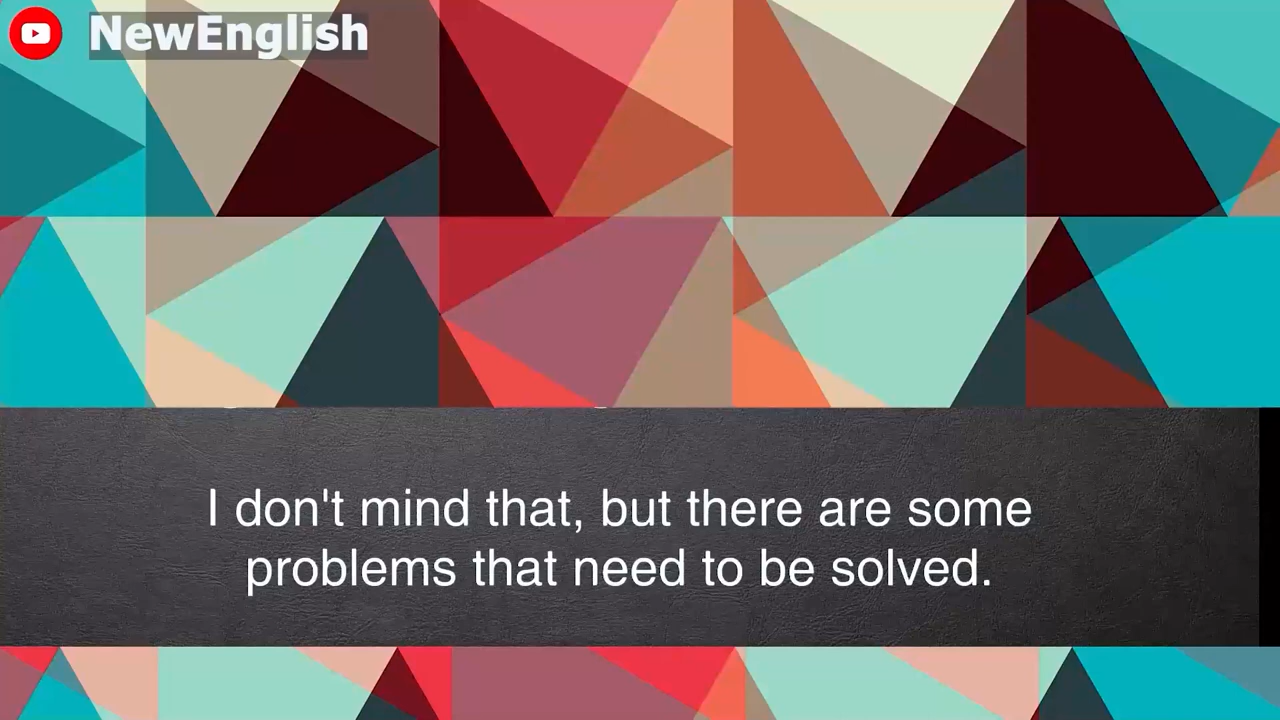 NewEnglish
I don't mind that, but there are some
problems that need to be solved.